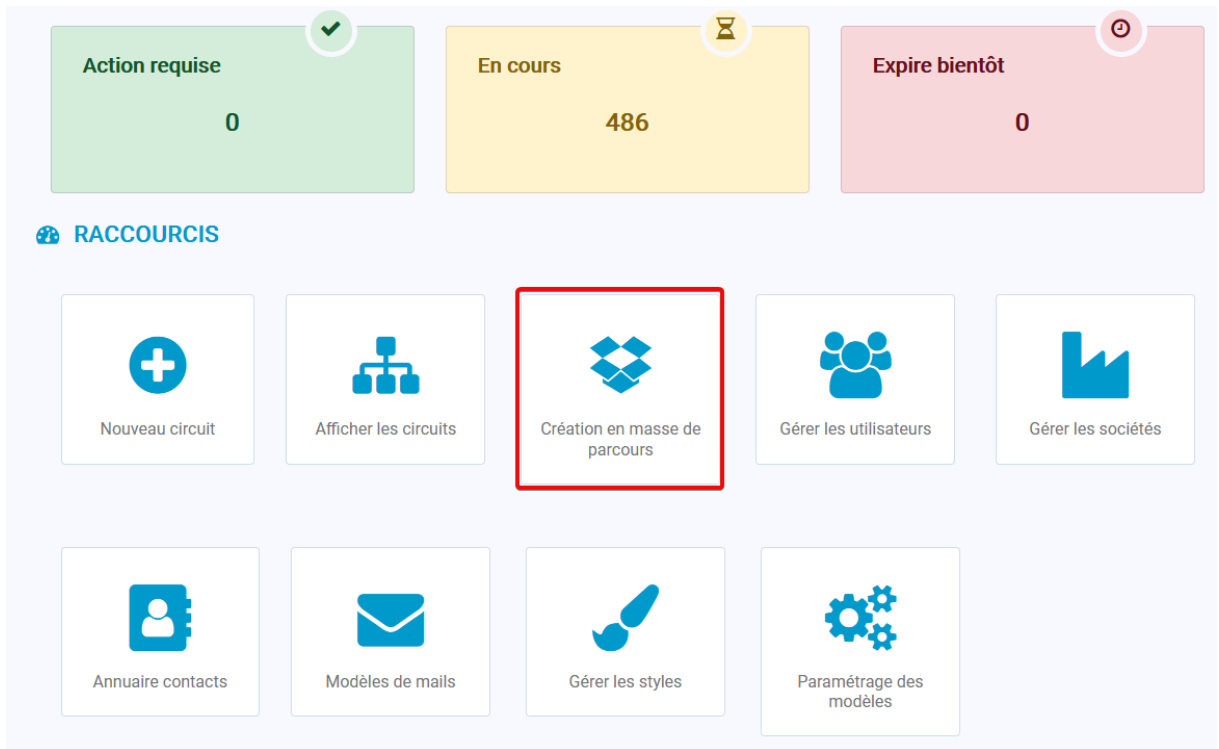 Action requise
0
En cours
486
Expire bientôt
0
RACCOURCIS
Nouveau circuit
Afficher les circuits
Création en masse de
parcours
Gérer les utilisateurs
Gérer les sociétés
Annuaire contacts
Modèles de mails
Gérer les styles
Paramétrage des
modèles